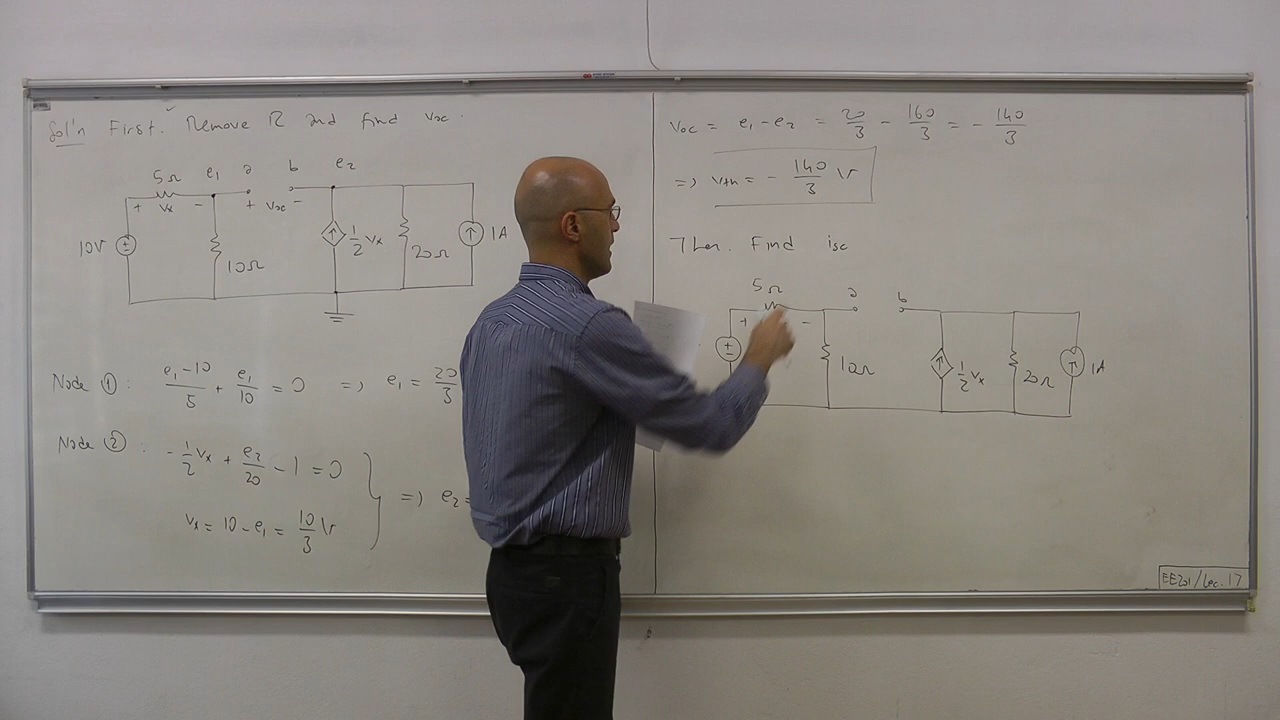 Sol'n First. Remove R and find voc.
5Ω e1 a b e2
+ vx - + voc -
10V 10Ω 1/2 vx 20Ω 1A
Node ①: (e1-10)/5 + e1/10 = 0 => e1 = 20/3
Node ②: -1/2 vx + e2/20 - 1 = 0
=> e2 =
vx = 10 - e1 = 10/3 V
voc = e1 - e2 = 20/3 - 160/3 = - 140/3
=> vth = - 140/3 V
Then. Find isc
5Ω a b
+ -
10Ω 1/2 vx 20Ω 1A
EE201/Lec. 17